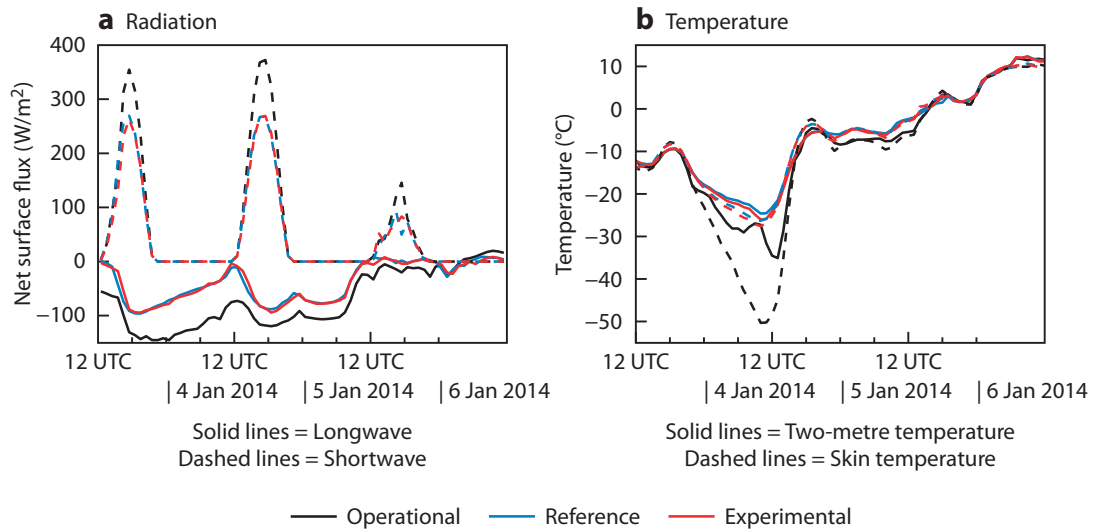 a Radiation
Net surface flux (W/m²)
400
300
200
100
0
−100
12 UTC 12 UTC 12 UTC
| 4 Jan 2014 | 5 Jan 2014 | 6 Jan 2014
Solid lines = Longwave
Dashed lines = Shortwave
b Temperature
Temperature (°C)
10
0
−10
−20
−30
−40
−50
12 UTC 12 UTC 12 UTC
| 4 Jan 2014 | 5 Jan 2014 | 6 Jan 2014
Solid lines = Two-metre temperature
Dashed lines = Skin temperature
Operational Reference Experimental